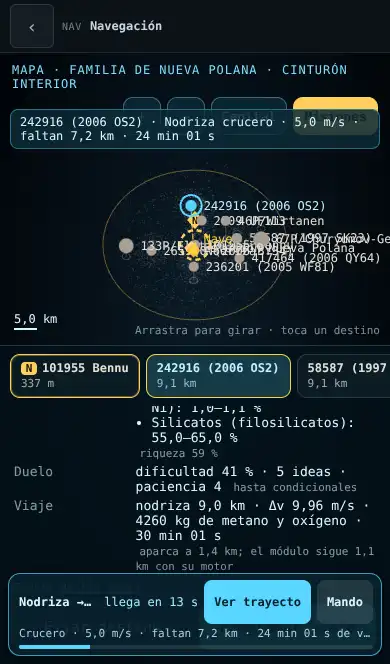 ‹ NAV Navegación
MAPA · FAMILIA DE NUEVA POLANA · CINTURÓN
INTERIOR
242916 (2006 OS2) · Nodriza crucero · 5,0 m/s ·
faltan 7,2 km · 24 min 01 s
242916 (2006 OS2)
Wirtanen
417464 (2006 QY64)
236201 (2005 WF81)
5,0 km
Arrastra para girar · toca un destino
N 101955 Bennu
337 m
242916 (2006 OS2)
9,1 km
58587 (1997
9,1 km
Ni): 1,0–1,1 %
• Silicatos (filosilicatos):
55,0–65,0 %
riqueza 59 %
Duelo
dificultad 41 % · 5 ideas ·
paciencia 4 hasta condicionales
Viaje
nodriza 9,0 km · Δv 9,96 m/s ·
4260 kg de metano y oxígeno ·
30 min 01 s
aparca a 1,4 km; el módulo sigue 1,1
km con su motor
Nodriza →… llega en 13 s
Ver trayecto
Mando
Crucero · 5,0 m/s · faltan 7,2 km · 24 min 01 s de v…